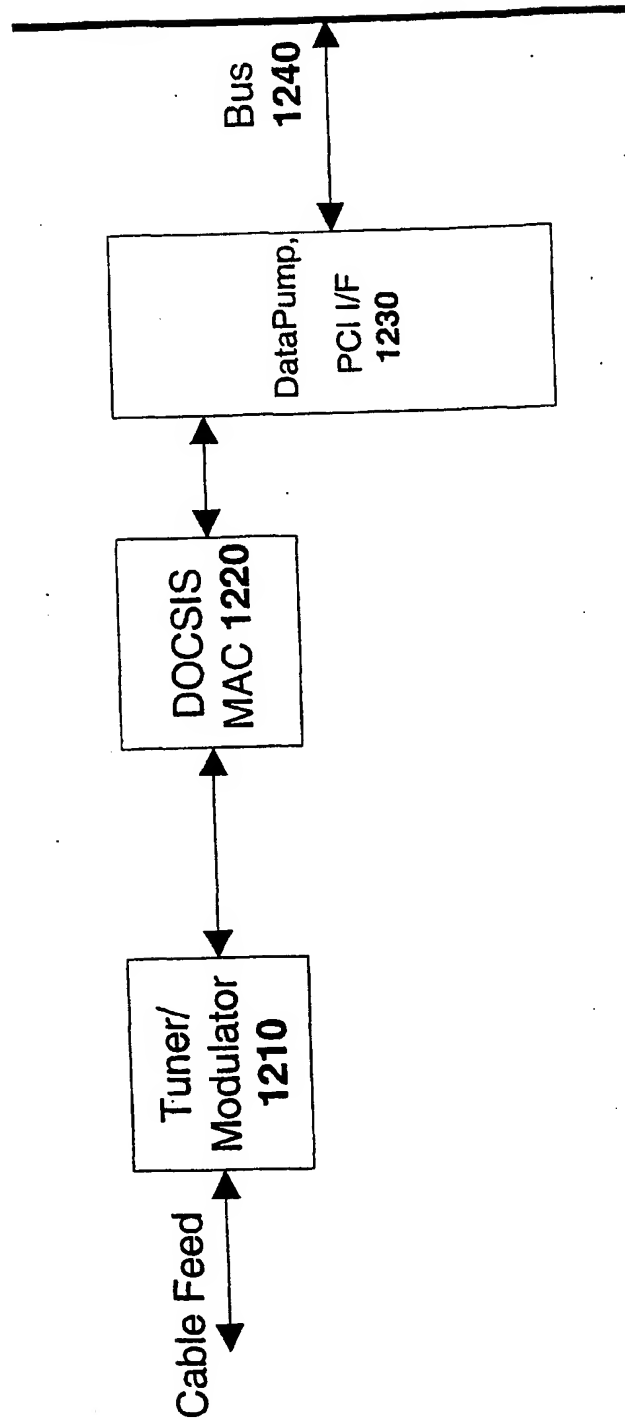 Cable Feed
Tuner/
Modulator
1210
DOCSIS
MAC 1220
DataPump,
PCI I/F
1230
Bus
1240